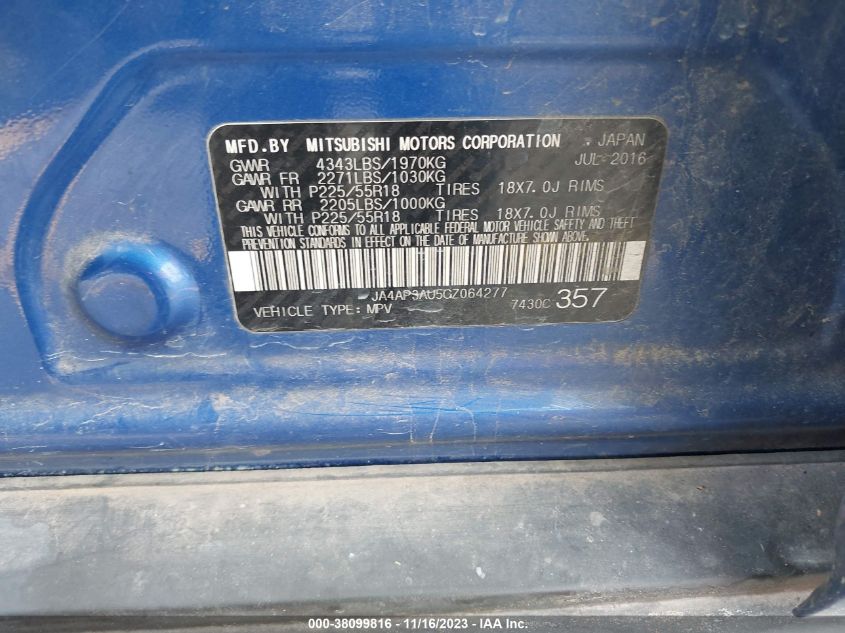 MFD.BY MITSUBISHI MOTORS CORPORATION JAPAN
GVWR 4343LBS/1970KG JUL 2016
GAWR FR 2271LBS/1030KG
WITH P225/55R18 TIRES 18X7.0J RIMS
GAWR RR 2205LBS/1000KG
WITH P225/55R18 TIRES 18X7.0J RIMS
THIS VEHICLE CONFORMS TO ALL APPLICABLE FEDERAL MOTOR VEHICLE SAFETY AND THEFT
PREVENTION STANDARDS IN EFFECT ON THE DATE OF MANUFACTURE SHOWN ABOVE.
JA4AP3AU5GZ064277
VEHICLE TYPE: MPV 7430C 357
000-38099816 - 11/16/2023 - IAA Inc.